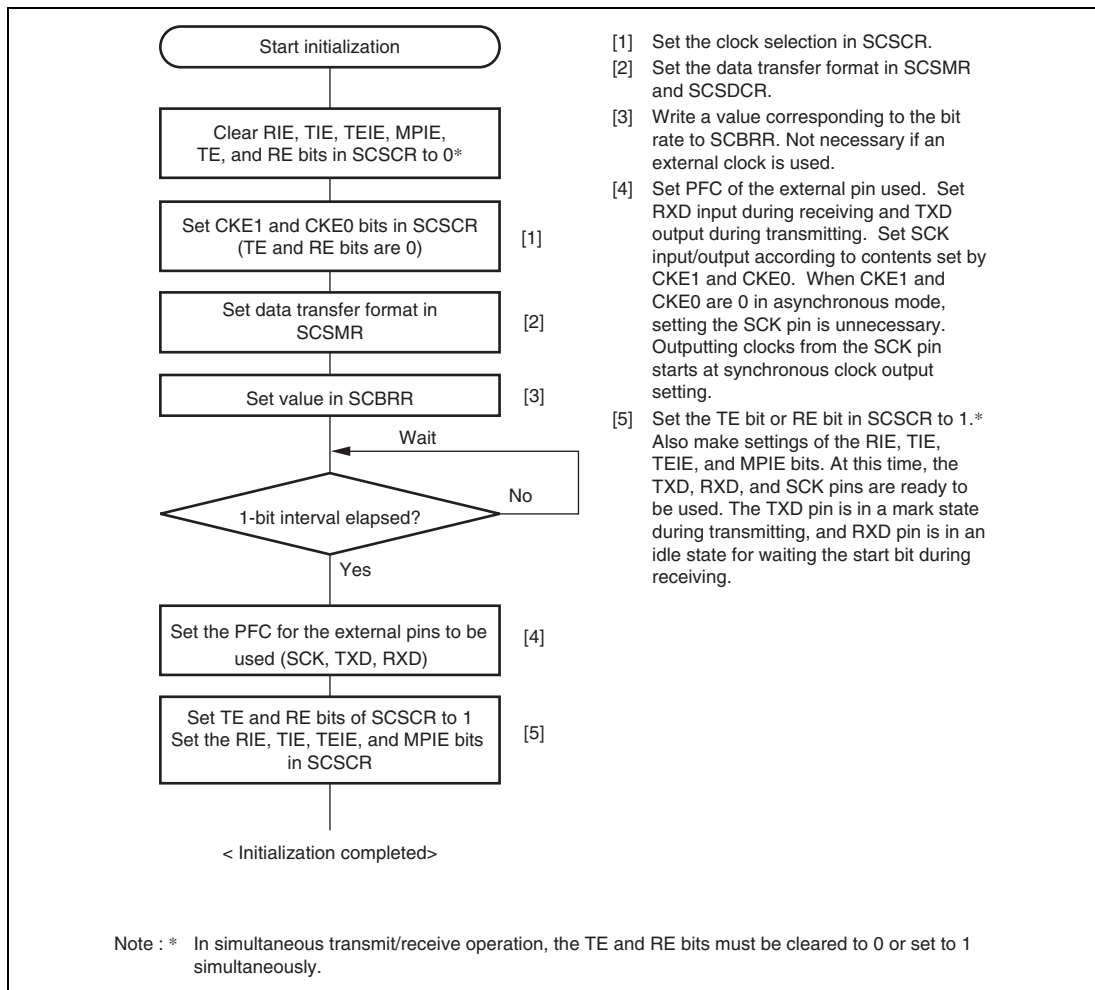 Start initialization
Clear RIE, TIE, TEIE, MPIE,
TE, and RE bits in SCSCR to 0*
Set CKE1 and CKE0 bits in SCSCR
(TE and RE bits are 0)
[1]
Set data transfer format in
SCSMR
[2]
Set value in SCBRR
[3]
Wait
1-bit interval elapsed?
No
Yes
Set the PFC for the external pins to be
used (SCK, TXD, RXD)
[4]
Set TE and RE bits of SCSCR to 1
Set the RIE, TIE, TEIE, and MPIE bits
in SCSCR
[5]
< Initialization completed>
[1] Set the clock selection in SCSCR.
[2] Set the data transfer format in SCSMR
and SCSDCR.
[3] Write a value corresponding to the bit
rate to SCBRR. Not necessary if an
external clock is used.
[4] Set PFC of the external pin used. Set
RXD input during receiving and TXD
output during transmitting. Set SCK
input/output according to contents set by
CKE1 and CKE0. When CKE1 and
CKE0 are 0 in asynchronous mode,
setting the SCK pin is unnecessary.
Outputting clocks from the SCK pin
starts at synchronous clock output
setting.
[5] Set the TE bit or RE bit in SCSCR to 1.*
Also make settings of the RIE, TIE,
TEIE, and MPIE bits. At this time, the
TXD, RXD, and SCK pins are ready to
be used. The TXD pin is in a mark state
during transmitting, and RXD pin is in an
idle state for waiting the start bit during
receiving.
Note : * In simultaneous transmit/receive operation, the TE and RE bits must be cleared to 0 or set to 1
simultaneously.